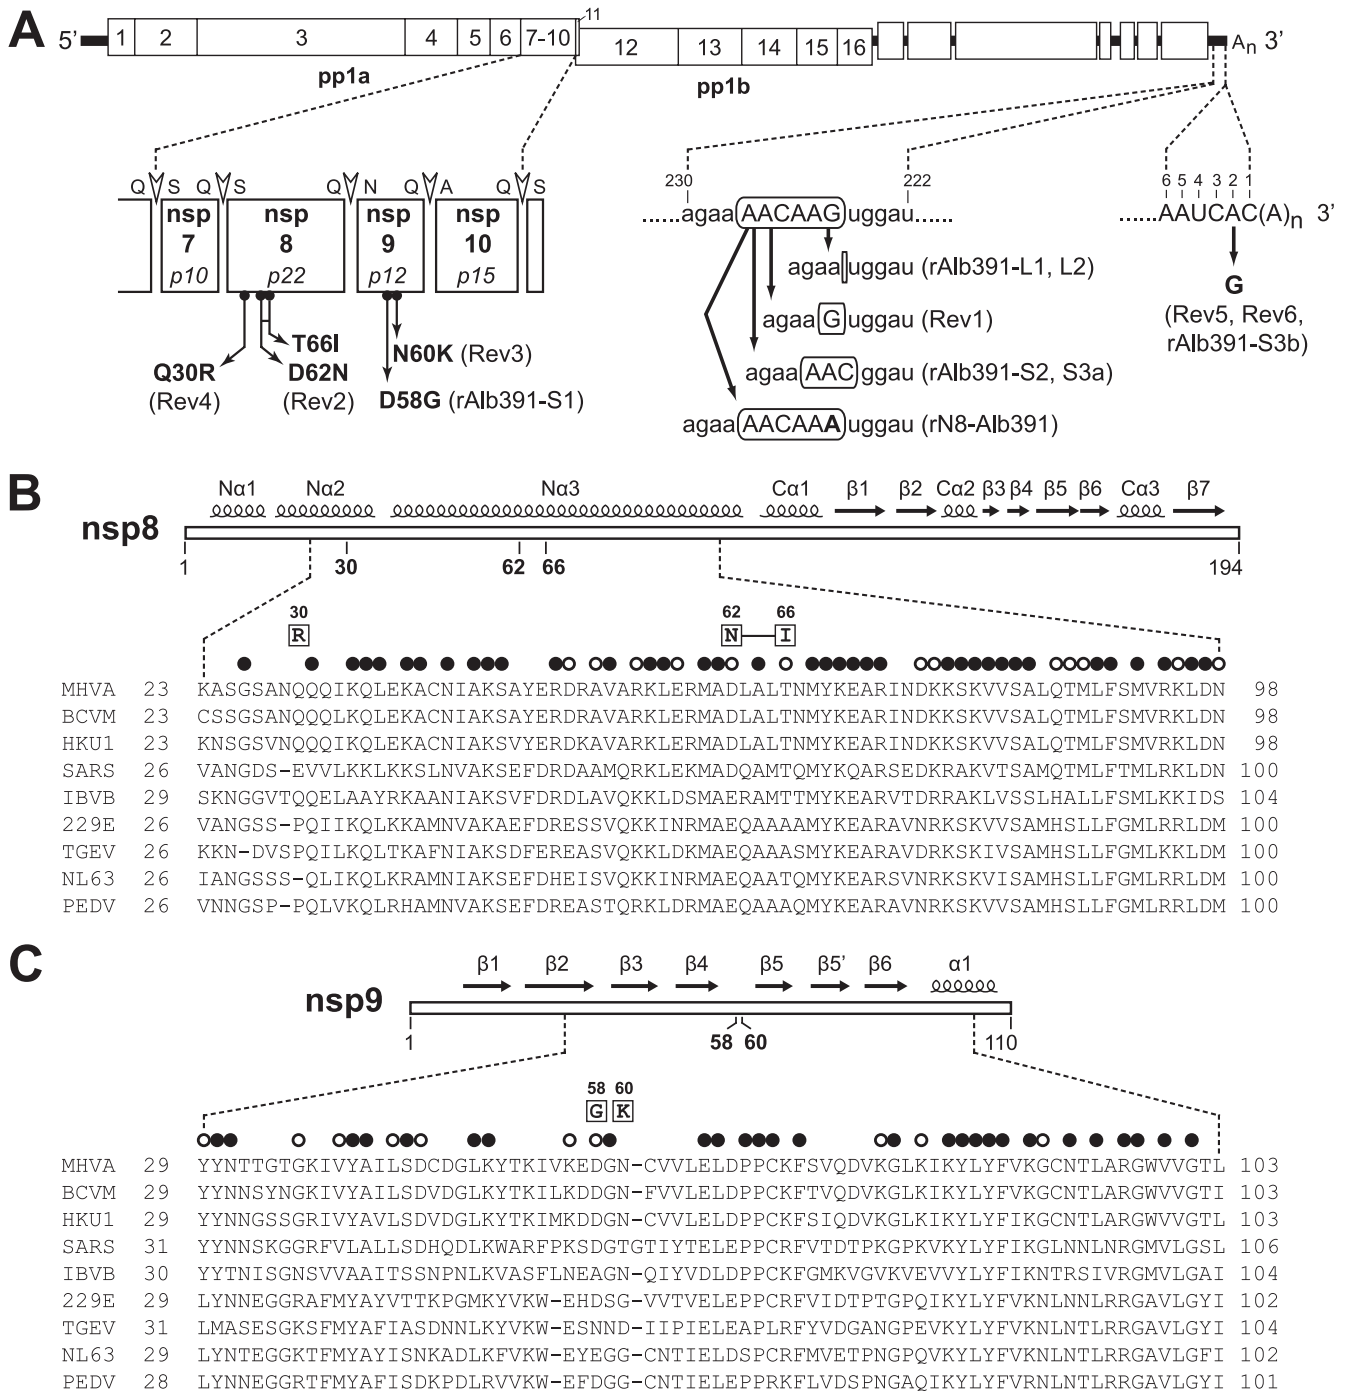 A
5’ 1 2 3 4 5 6 7-10 11 12 13 14 15 16 An 3’
pp1a
pp1b
Q S Q S Q N Q A Q S
nsp 7 p10
nsp 8 p22
nsp 9 p12
nsp 10 p15
T66I
Q30R
(Rev4)
D62N
(Rev2)
N60K (Rev3)
D58G (rAlb391-S1)
230 222
......agaa AACAAG uggau......
agaa uggau (rAlb391-L1, L2)
agaa G uggau (Rev1)
agaa AAC ggau (rAlb391-S2, S3a)
agaa AACAAA uggau (rN8-Alb391)
6 5 4 3 2 1
......AAUCAC(A)n 3’
G
(Rev5, Rev6,
rAlb391-S3b)
B
Nα1 Nα2 Nα3 Cα1 β1 β2 Cα2 β3 β4 β5 β6 Cα3 β7
nsp8
1 30 62 66 194
30 62 66
R N I
MHVA 23 KASGSANQQQIKQLEKACNIAKSAYERDRAVARKLERMADLALTNMYKEARINDKKSKVVSALQTMLFSMVRKLDN 98
BCVM 23 CSSGSANQQQLKQLEKACNIAKSAYERDRAVARKLERMADLALTNMYKEARINDKKSKVVSALQTMLFSMVRKLDN 98
HKU1 23 KNSGSVNQQQIKQLEKACNIAKSVYERDKAVARKLERMADLALTNMYKEARINDKKSKVVSALQTMLFSMVRKLDN 98
SARS 26 VANGDS-EVVLKKLKKSLNVAKSEFDRDAAMQRKLEKMADQAMTQMYKQARSEDKRAKVTSAMQTMLFTMLRKLDN 100
IBVB 29 SKNGGVTQQELAAYRKAANIAKSVFDRDLAVQKKLDSMAERAMTTMYKEARVTDRRAKLVSSLHALLFSMLKKIDS 104
229E 26 VANGSS-PQIIKQLKKAMNVAKAEFDRESSVQKKINRMAEQAAAAMYKEARAVNRKSKVVSAMHSLLFGMLRRLDM 100
TGEV 26 KKN-DVSPQILKQLTKAFNIAKSDFEREASVQKKLDKMAEQAAASMYKEARAVDRKSKIVSAMHSLLFGMLKKLDM 100
NL63 26 IANGSSS-QLIKQLKRAMNIAKSEFDHEISVQKKINRMAEQAATQMYKEARSVNRKSKVISAMHSLLFGMLRRLDM 100
PEDV 26 VNNGSP-PQLVKQLRHAMNVAKSEFDREASTQRKLDRMAEQAAAQMYKEARAVNRKSKVVSAMHSLLFGMLRRLDM 100
C
β1 β2 β3 β4 β5 β5’ β6 α1
nsp9
1 58 60 110
58 60
G K
MHVA 29 YYNTTGTGKIVYAILSDCDGLKYTKIVKEDGN-CVVLELDPPCKFSVQDVKGLKIKYLYFVKGCNTLARGWVVGTL 103
BCVM 29 YYNNSYNGKIVYAILSDVDGLKYTKILKDDGN-FVVLELDPPCKFTVQDVKGLKIKYLYFVKGCNTLARGWVVGTI 103
HKU1 29 YYNNGSSGRIVYAVLSDVDGLKYTKIMKDDGN-CVVLELDPPCKFSIQDVKGLKIKYLYFIKGCNTLARGWVVGTL 103
SARS 31 YYNNSKGGRFVLALLSDHQDLKWARFPKSDGTGTIYTELEPPCRFVTDTPKGPKVKYLYFIKGLNNLNRGMVLGSL 106
IBVB 30 YYTNISGNSVVAAITSSNPNLKVASFLNEAGN-QIYVDLDPPCKFGMKVGVKVEVVYLYFIKNTRSIVRGMVLGAI 104
229E 29 LYNNEGGRAFMYAYVTTKPGMKYVKW-EHDSG-VVTVELEPPCRFVIDTPTGPQIKYLYFVKNLNNLRRGAVLGYI 102
TGEV 31 LMASESGKSFMYAFIASDNNLKYVKW-ESNND-IIPIELEAPLRFYVDGANGPEVKYLYFVKNLNTLRRGAVLGYI 104
NL63 29 LYNTEGGKTFMYAYISNKADLKFVKW-EYEGG-CNTIELDSPCRFMVETPNGPQVKYLYFVKNLNTLRRGAVLGFI 102
PEDV 28 LYNNEGGRTFMYAFISDKPDLRVVKW-EFDGG-CNTIELEPPRKFLVDSPNGAQIKYLYFVRNLNTLRRGAVLGYI 101